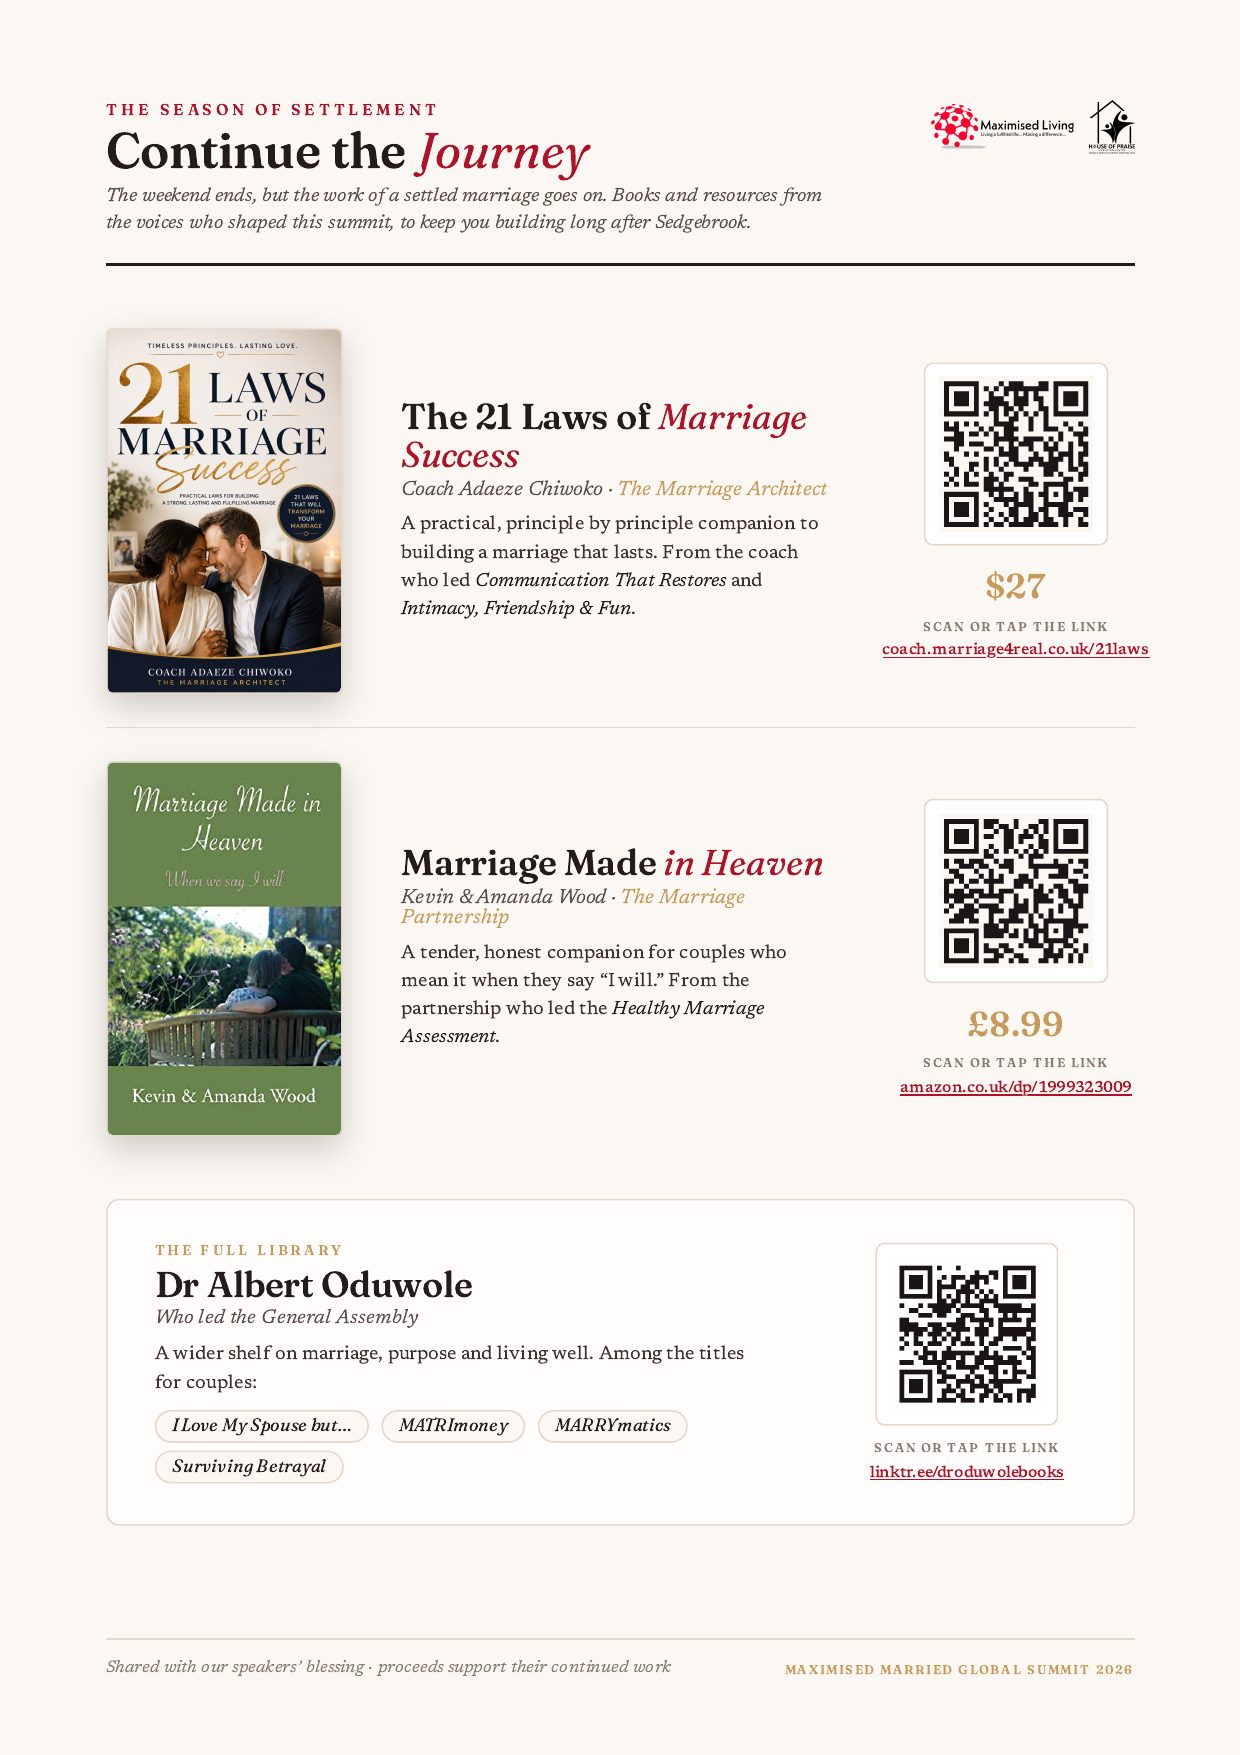 THE SEASON OF SETTLEMENT
Continue the Journey
The weekend ends, but the work of a settled marriage goes on. Books and resources from
the voices who shaped this summit, to keep you building long after Sedgebrook.
Maximised Living
Living a fulfilled life... Making a difference...
HOUSE OF PRAISE
TIMELESS PRINCIPLES. LASTING LOVE.
21 LAWS
OF
MARRIAGE
Success
PRACTICAL LAWS FOR BUILDING
A STRONG, LASTING AND FULFILLING MARRIAGE
21 LAWS
THAT WILL
TRANSFORM
YOUR
MARRIAGE
COACH ADAEZE CHIWOKO
THE MARRIAGE ARCHITECT
The 21 Laws of Marriage
Success
Coach Adaeze Chiwoko · The Marriage Architect
A practical, principle by principle companion to
building a marriage that lasts. From the coach
who led Communication That Restores and
Intimacy, Friendship & Fun.
$27
SCAN OR TAP THE LINK
coach.marriage4real.co.uk/21laws
Marriage Made in
Heaven
When we say I will
Kevin & Amanda Wood
Marriage Made in Heaven
Kevin & Amanda Wood · The Marriage
Partnership
A tender, honest companion for couples who
mean it when they say “I will.” From the
partnership who led the Healthy Marriage
Assessment.
£8.99
SCAN OR TAP THE LINK
amazon.co.uk/dp/1999323009
THE FULL LIBRARY
Dr Albert Oduwole
Who led the General Assembly
A wider shelf on marriage, purpose and living well. Among the titles
for couples:
I Love My Spouse but...
MATRImoney
MARRYmatics
Surviving Betrayal
SCAN OR TAP THE LINK
linktr.ee/droduwolebooks
Shared with our speakers’ blessing · proceeds support their continued work
MAXIMISED MARRIED GLOBAL SUMMIT 2026